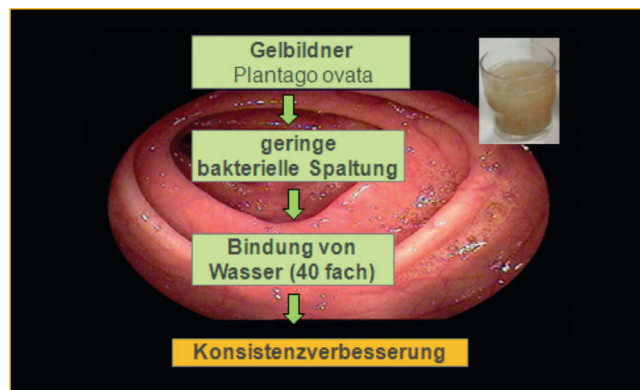 Gelbildner
Plantago ovata
geringe
bakterielle Spaltung
Bindung von
Wasser (40 fach)
Konsistenzverbesserung